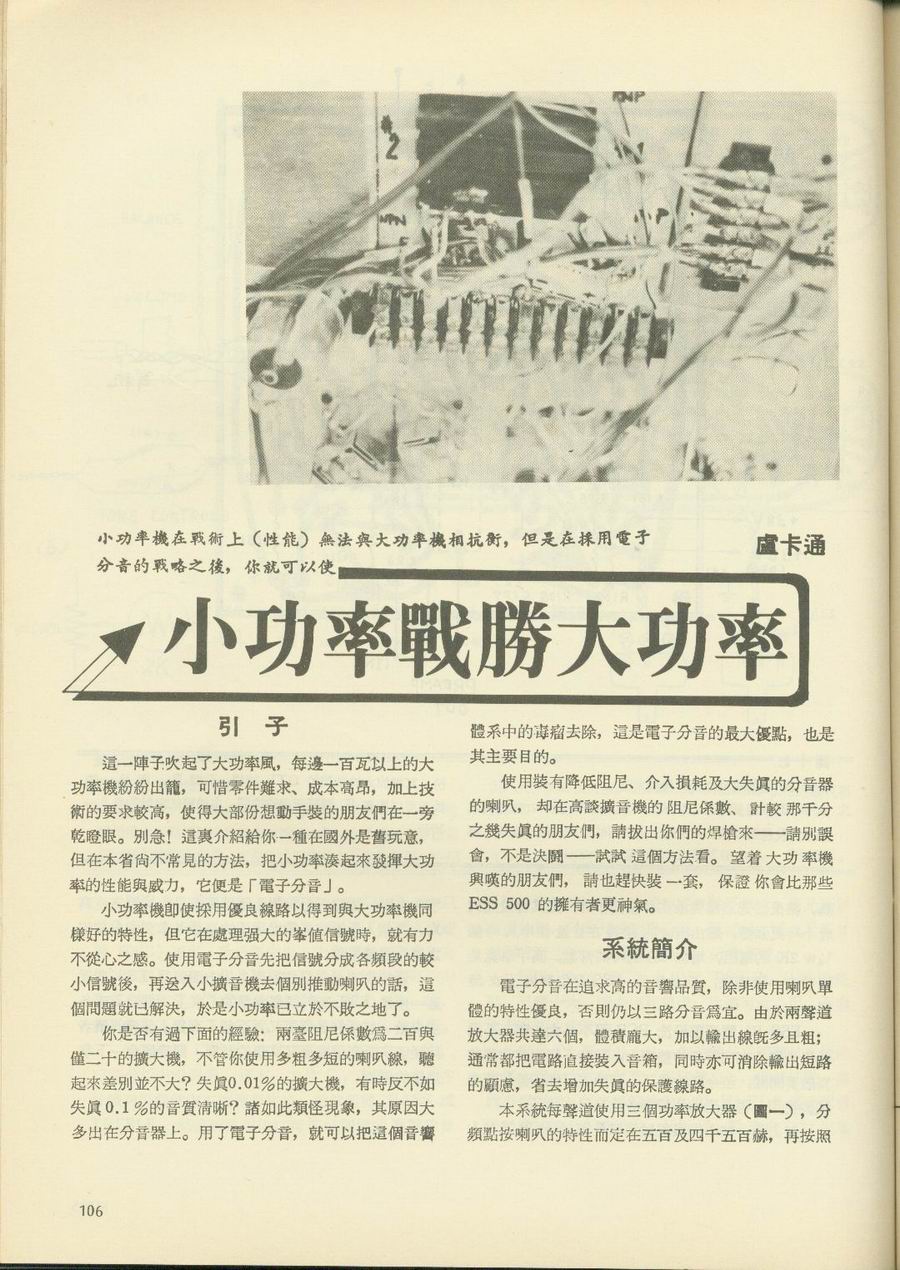 #2
小功率機在戰術上（性能）無法與大功率機相抗衡，但是在採用電子
分音的戰略之後，你就可以使
盧卡通
小功率戰勝大功率
引 子
這一陣子吹起了大功率風，每邊一百瓦以上的大
功率機紛紛出籠，可惜零件難求、成本高昂，加上技
術的要求較高，使得大部份想動手裝的朋友們在一旁
乾瞪眼。別急！這裏介紹給你一種在國外是舊玩意，
但在本省尙不常見的方法，把小功率湊起來發揮大功
率的性能與威力，它便是「電子分音」。
小功率機卽使採用優良線路以得到與大功率機同
樣好的特性，但它在處理强大的峯値信號時，就有力
不從心之感。使用電子分音先把信號分成各頻段的較
小信號後，再送入小擴音機去個別推動喇叭的話，這
個問題就已解決，於是小功率已立於不敗之地了。
你是否有過下面的經驗：兩臺阻尼係數爲二百與
僅二十的擴大機，不管你使用多粗多短的喇叭線，聽
起來差別並不大？失眞0.01%的擴大機，有時反不如
失眞0.1%的音質清晰？諸如此類怪現象，其原因大
多出在分音器上。用了電子分音，就可以把這個音響
體系中的毒瘤去除，這是電子分音的最大優點，也是
其主要目的。
使用裝有降低阻尼、介入損耗及大失眞的分音器
的喇叭，却在高談擴音機的阻尼係數、計較那千分
之幾失眞的朋友們，請拔出你們的焊槍來——請別誤
會，不是決鬪——試試這個方法看。望着大功率機
興嘆的朋友們，請也趕快裝一套，保證你會比那些
ESS 500 的擁有者更神氣。
系統簡介
電子分音在追求高的音響品質，除非使用喇叭單
體的特性優良，否則仍以三路分音爲宜。由於兩聲道
放大器共達六個，體積龐大，加以輸出線旣多且粗；
通常都把電路直接裝入音箱，同時亦可消除輸出短路
的顧慮，省去增加失眞的保護線路。
本系統每聲道使用三個功率放大器（圖一），分
頻點按喇叭的特性而定在五百及四千五百赫，再按照
106